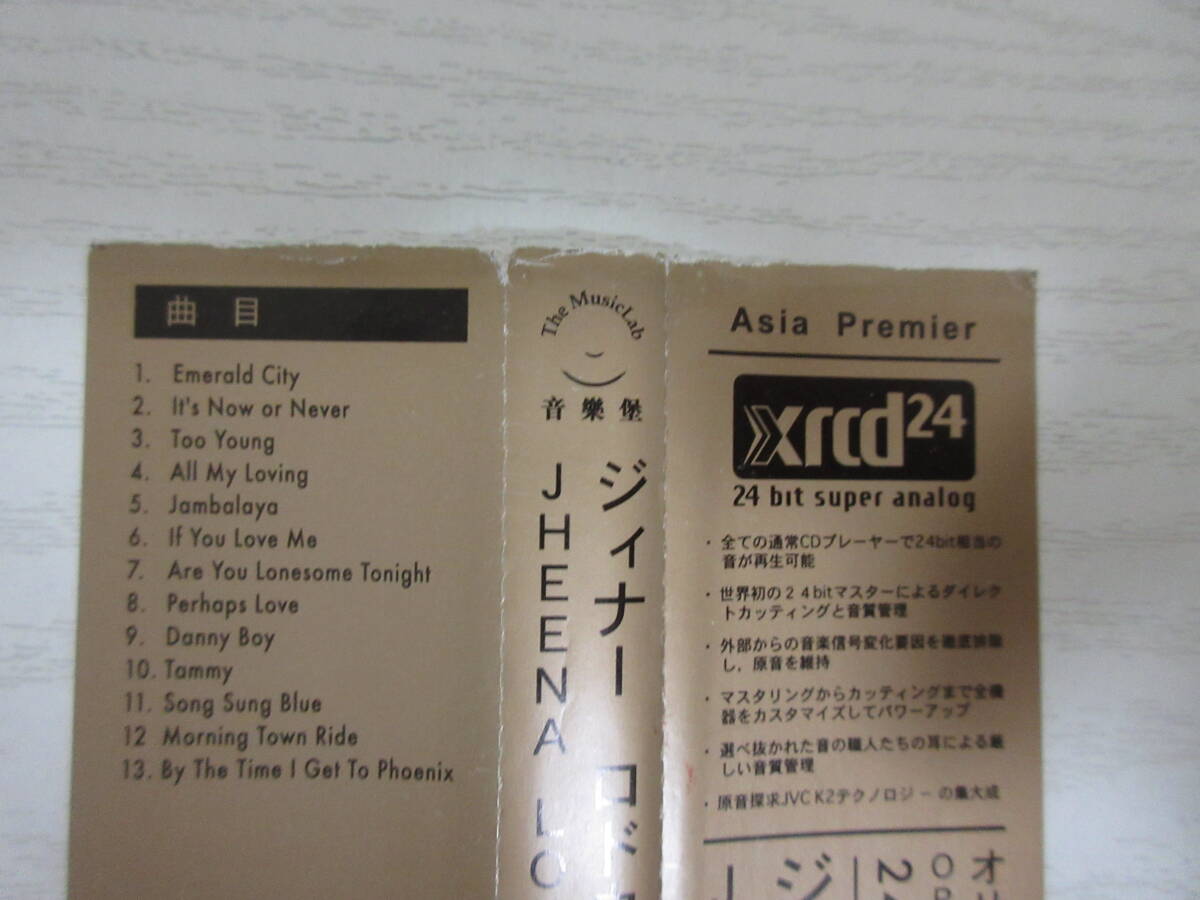 曲目
1. Emerald City
2. It's Now or Never
3. Too Young
4. All My Loving
5. Jambalaya
6. If You Love Me
7. Are You Lonesome Tonight
8. Perhaps Love
9. Danny Boy
10. Tammy
11. Song Sung Blue
12 Morning Town Ride
13. By The Time I Get To Phoenix
The MusicLab
音樂堡
ジィナー ロド
JHEENA LO
Asia Premier
xrcd24
24 bit super analog
・全ての通常CDプレーヤーで24bit相当の
音が再生可能
・世界初の24bitマスターによるダイレク
トカッティングと音質管理
・外部からの音楽信号変化要因を徹底排除
し，原音を維持
・マスタリングからカッティングまで全機
器をカスタマイズしてパワーアップ
・選べ抜かれた音の職人たちの耳による厳
しい音質管理
・原音探求JVC K2テクノロジーの集大成
オリ
2
ジ
J